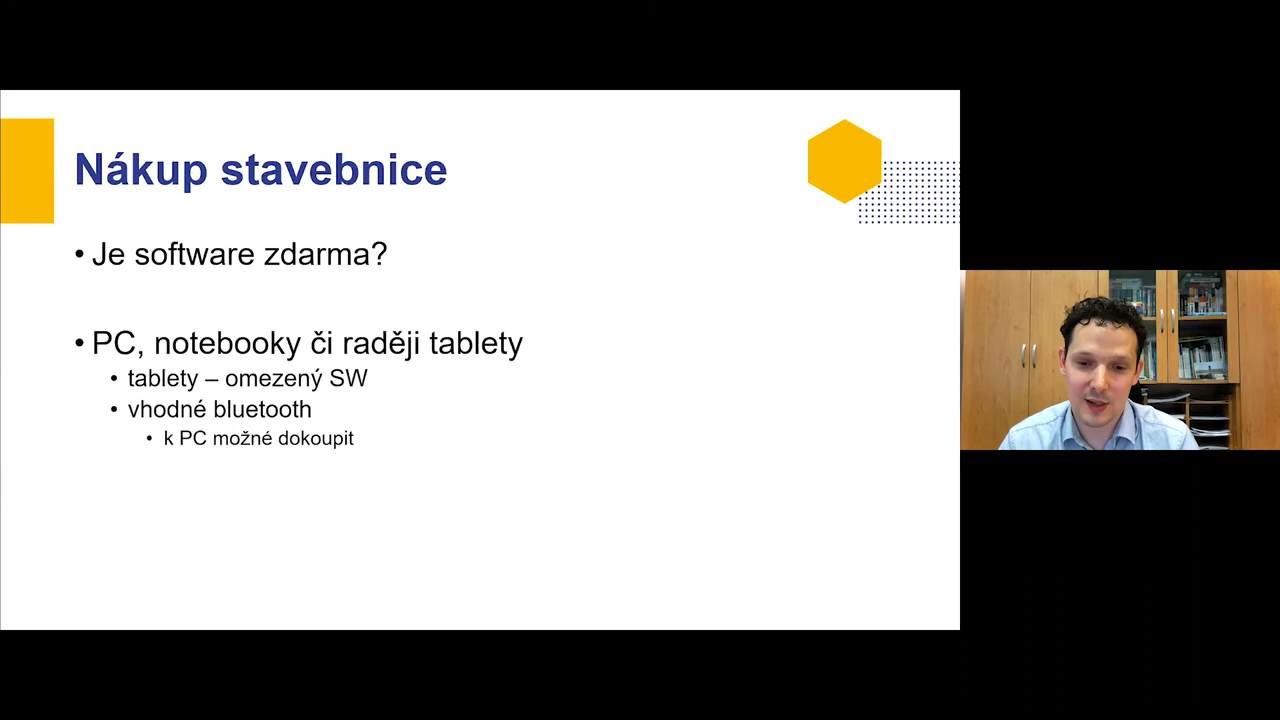 Nákup stavebnice
• Je software zdarma?
• PC, notebooky či raději tablety
• tablety – omezený SW
• vhodné bluetooth
• k PC možné dokoupit